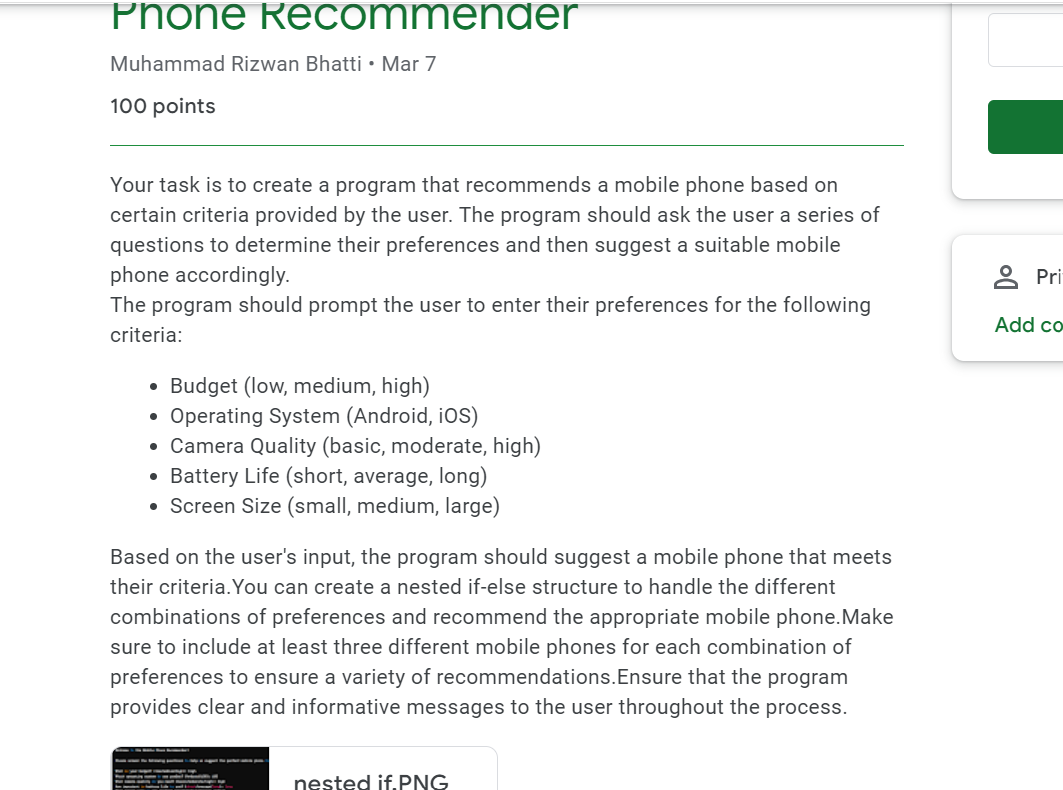 Phone Recommender
Muhammad Rizwan Bhatti • Mar 7
100 points
Your task is to create a program that recommends a mobile phone based on
certain criteria provided by the user. The program should ask the user a series of
questions to determine their preferences and then suggest a suitable mobile
phone accordingly.
The program should prompt the user to enter their preferences for the following
criteria:
• Budget (low, medium, high)
• Operating System (Android, iOS)
• Camera Quality (basic, moderate, high)
• Battery Life (short, average, long)
• Screen Size (small, medium, large)
Based on the user's input, the program should suggest a mobile phone that meets
their criteria.You can create a nested if-else structure to handle the different
combinations of preferences and recommend the appropriate mobile phone.Make
sure to include at least three different mobile phones for each combination of
preferences to ensure a variety of recommendations.Ensure that the program
provides clear and informative messages to the user throughout the process.
nested if.PNG
Pri
Add co